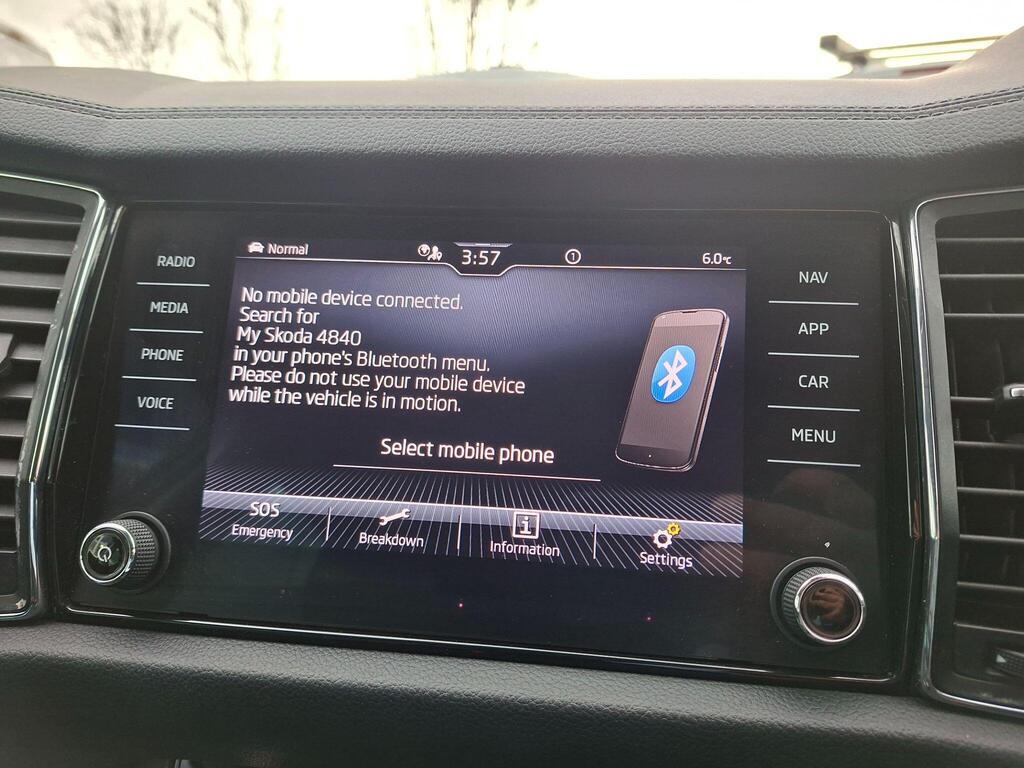 Normal
3:57
1
6.0°C
RADIO
MEDIA
PHONE
VOICE
No mobile device connected.
Search for
My Skoda 4840
in your phone's Bluetooth menu.
Please do not use your mobile device
while the vehicle is in motion.
Select mobile phone
SOS
Emergency
Breakdown
i
Information
Settings
NAV
APP
CAR
MENU